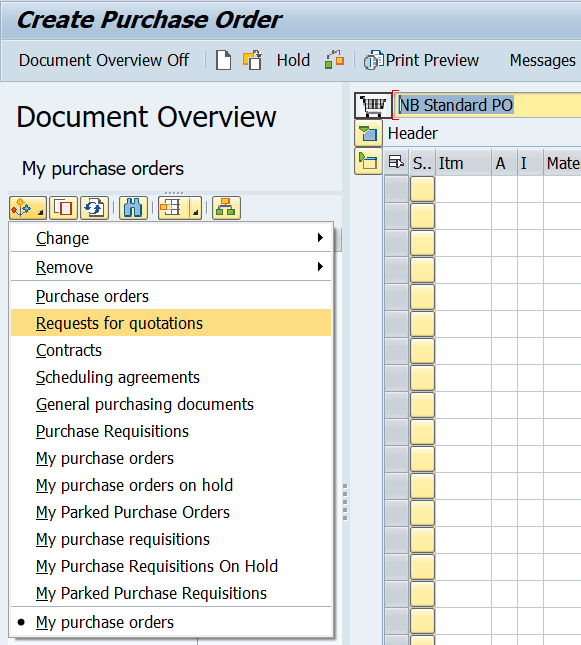 Create Purchase Order
Document Overview Off Hold Print Preview Messages
Document Overview
My purchase orders
NB Standard PO
Header
S.. Itm A I Mate
Change
Remove
Purchase orders
Requests for quotations
Contracts
Scheduling agreements
General purchasing documents
Purchase Requisitions
My purchase orders
My purchase orders on hold
My Parked Purchase Orders
My purchase requisitions
My Purchase Requisitions On Hold
My Parked Purchase Requisitions
My purchase orders